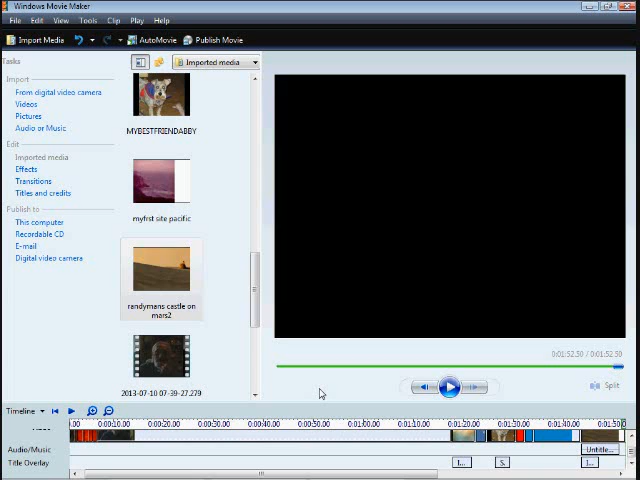 Windows Movie Maker
File Edit View Tools Clip Play Help
Import Media AutoMovie Publish Movie
Tasks
Imported media
Import
From digital video camera
Videos
Pictures
Audio or Music
Edit
Imported media
Effects
Transitions
Titles and credits
Publish to
This computer
Recordable CD
E-mail
Digital video camera
MYBESTFRIENDABBY
myfrst site pacific
randymans castle on
mars2
2013-07-10 07-39-27.279
0:01:52.50 / 0:01:52.50
Split
Timeline
0:00:10.00 0:00:20.00 0:00:30.00 0:00:40.00 0:00:50.00 0:01:00.00 0:01:10.00 0:01:20.00 0:01:30.00 0:01:40.00 0:01:50
Audio/Music
Untitle...
Title Overlay
I... S. I...